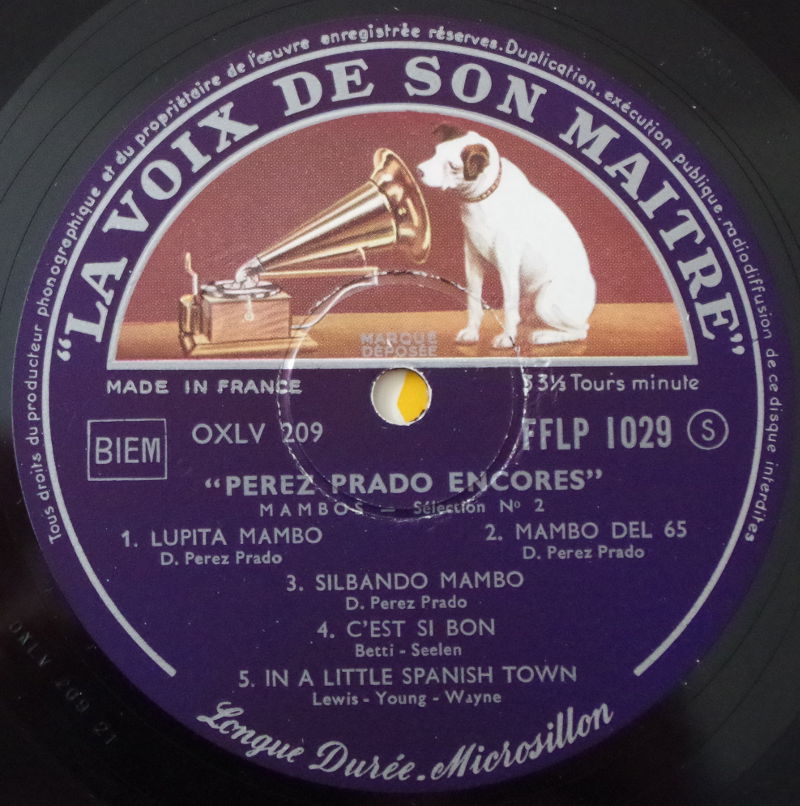 Tous droits du producteur phonographique et du propriétaire de l'œuvre enregistrée réservés. Duplication. exécution publique. radiodiffusion de ce disque interdites
"LA VOIX DE SON MAITRE"
MARQUE
DÉPOSÉE
MADE IN FRANCE
33⅓ Tours minute
BIEM
OXLV 209
FFLP 1029 S
"PEREZ PRADO ENCORES"
MAMBOS - Sélection Nº 2
1. LUPITA MAMBO
D. Perez Prado
2. MAMBO DEL 65
D. Perez Prado
3. SILBANDO MAMBO
D. Perez Prado
4. C'EST SI BON
Betti - Seelen
5. IN A LITTLE SPANISH TOWN
Lewis - Young - Wayne
Longue Durée - Microsillon
OXLV 209